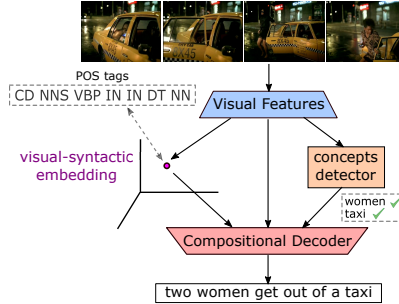 POS tags
CD NNS VBP IN IN DT NN
Visual Features
visual-syntactic
embedding
concepts
detector
women ✓
taxi ✓
Compositional Decoder
two women get out of a taxi